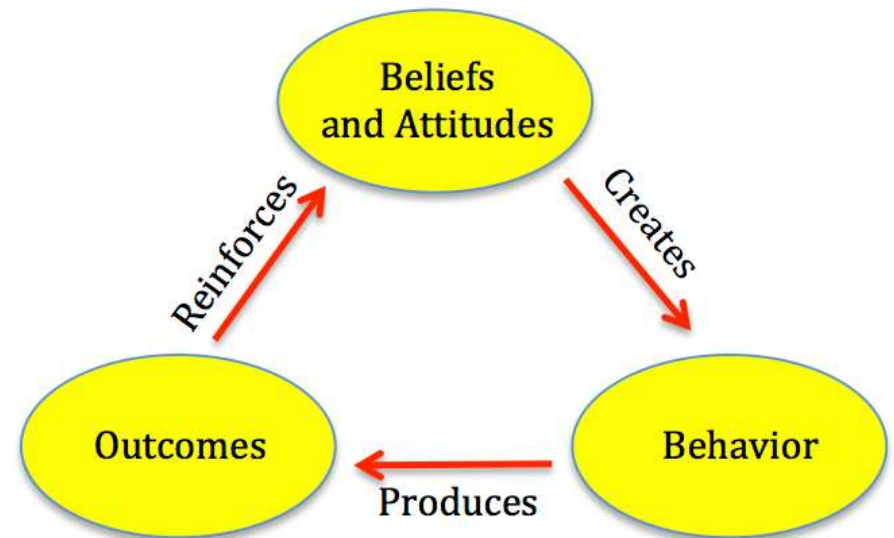 Beliefs
and Attitudes
Reinforces
Creates
Outcomes
Behavior
Produces